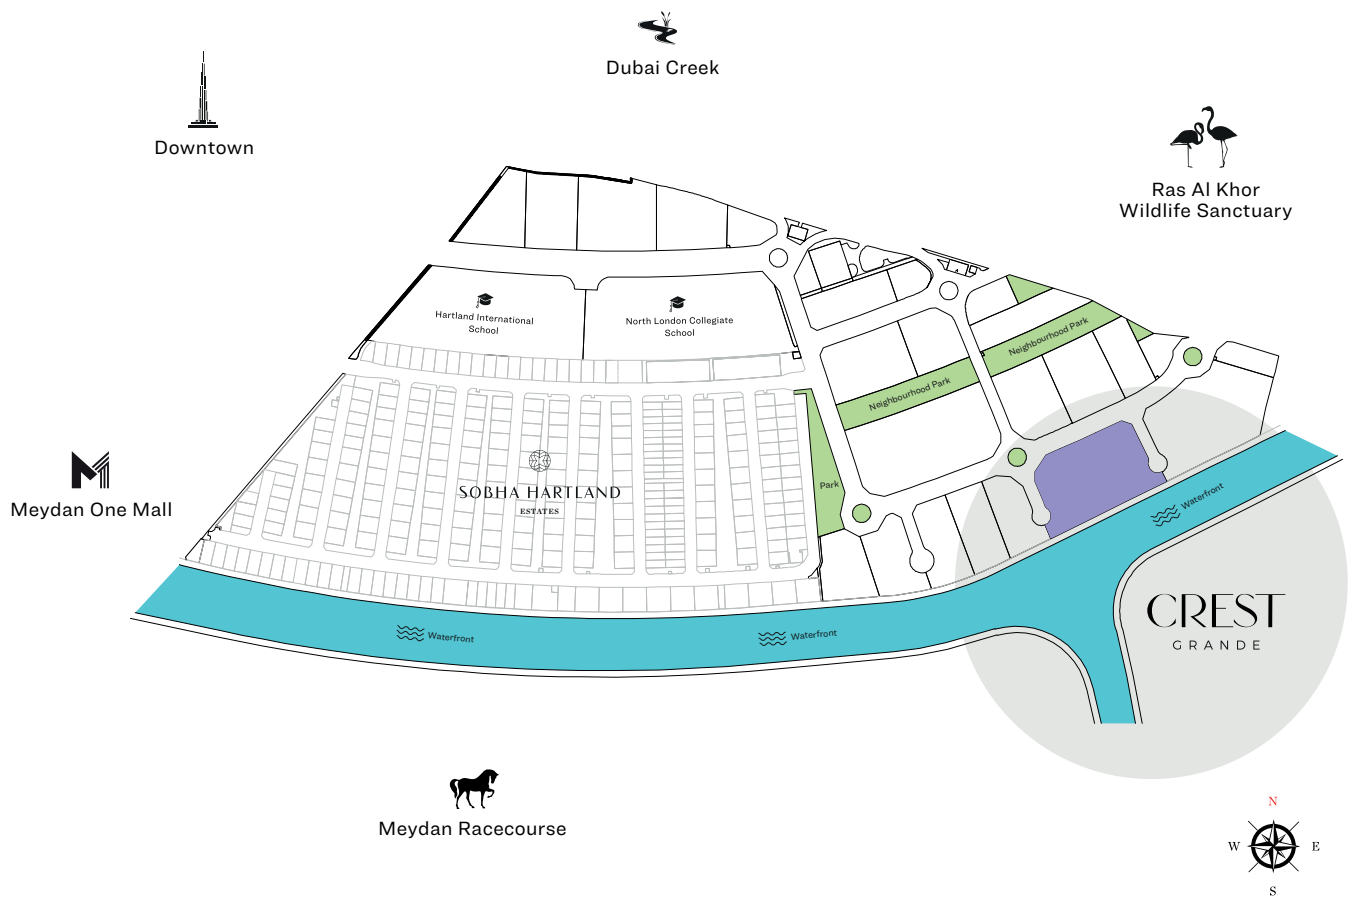 Dubai Creek
Downtown
Ras Al Khor
Wildlife Sanctuary
Hartland International
School
North London Collegiate
School
Neighbourhood Park
Neighbourhood Park
Meydan One Mall
SOBHA HARTLAND
ESTATES
Park
Waterfront
Waterfront
Waterfront
CREST
GRANDE
Meydan Racecourse
N
W
E
S